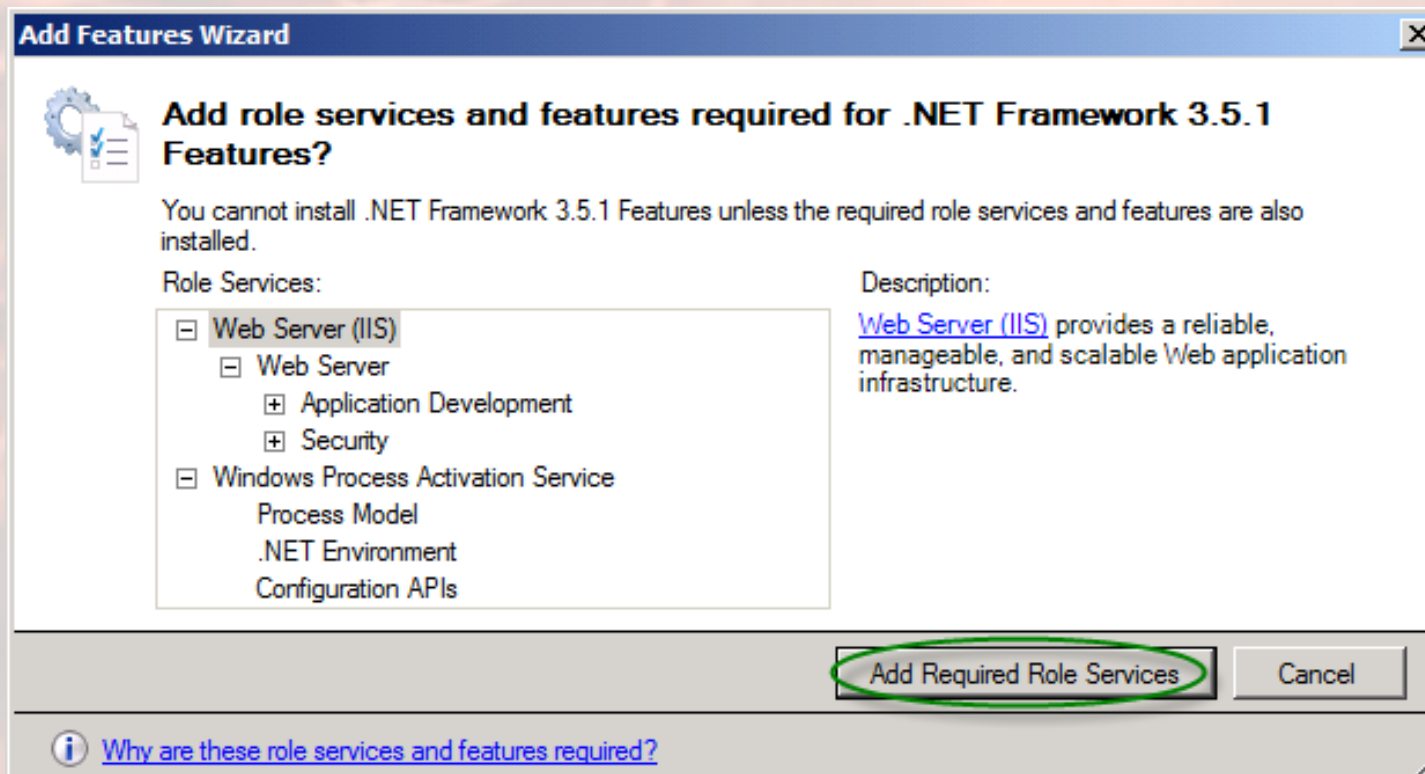 Add Features Wizard
Add role services and features required for .NET Framework 3.5.1
Features?
You cannot install .NET Framework 3.5.1 Features unless the required role services and features are also
installed.
Role Services:
Web Server (IIS)
Web Server
Application Development
Security
Windows Process Activation Service
Process Model
.NET Environment
Configuration APIs
Description:
Web Server (IIS) provides a reliable,
manageable, and scalable Web application
infrastructure.
Add Required Role Services
Cancel
Why are these role services and features required?